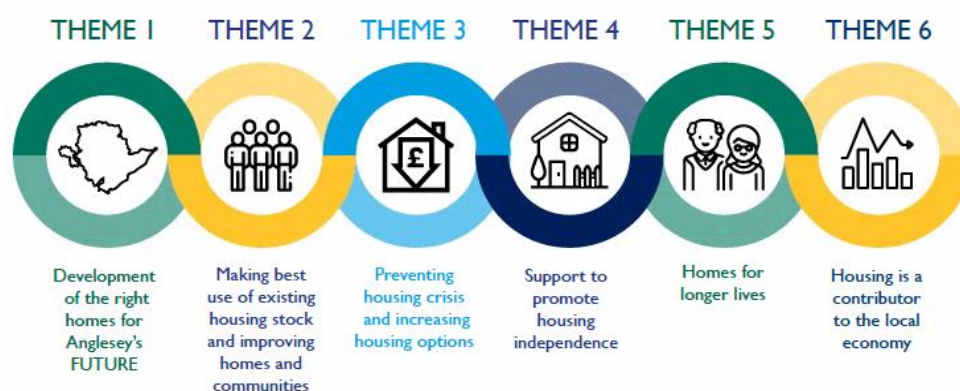 THEME 1
THEME 2
THEME 3
THEME 4
THEME 5
THEME 6
£
Development
of the right
homes for
Anglesey's
FUTURE
Making best
use of existing
housing stock
and improving
homes and
communities
Preventing
housing crisis
and increasing
housing options
Support to
promote
housing
independence
Homes for
longer lives
Housing is a
contributor
to the local
economy